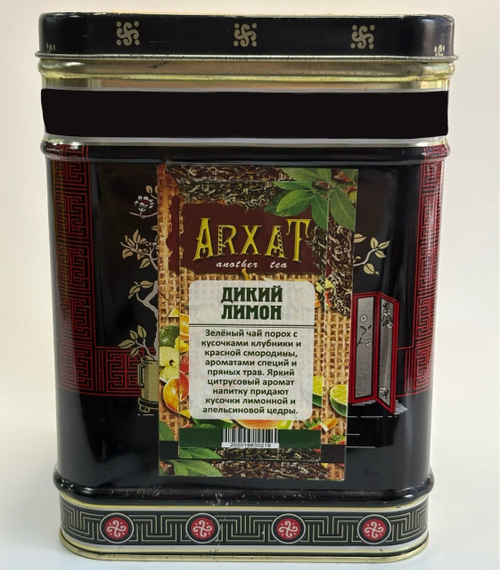 ARXAT
another tea
ДИКИЙ
ЛИМОН
Зелёный чай порох с
кусочками клубники и
красной смородины,
ароматами специй и
пряных трав. Яркий
цитрусовый аромат
напитку придают
кусочки лимонной и
апельсиновой цедры.
202019830219